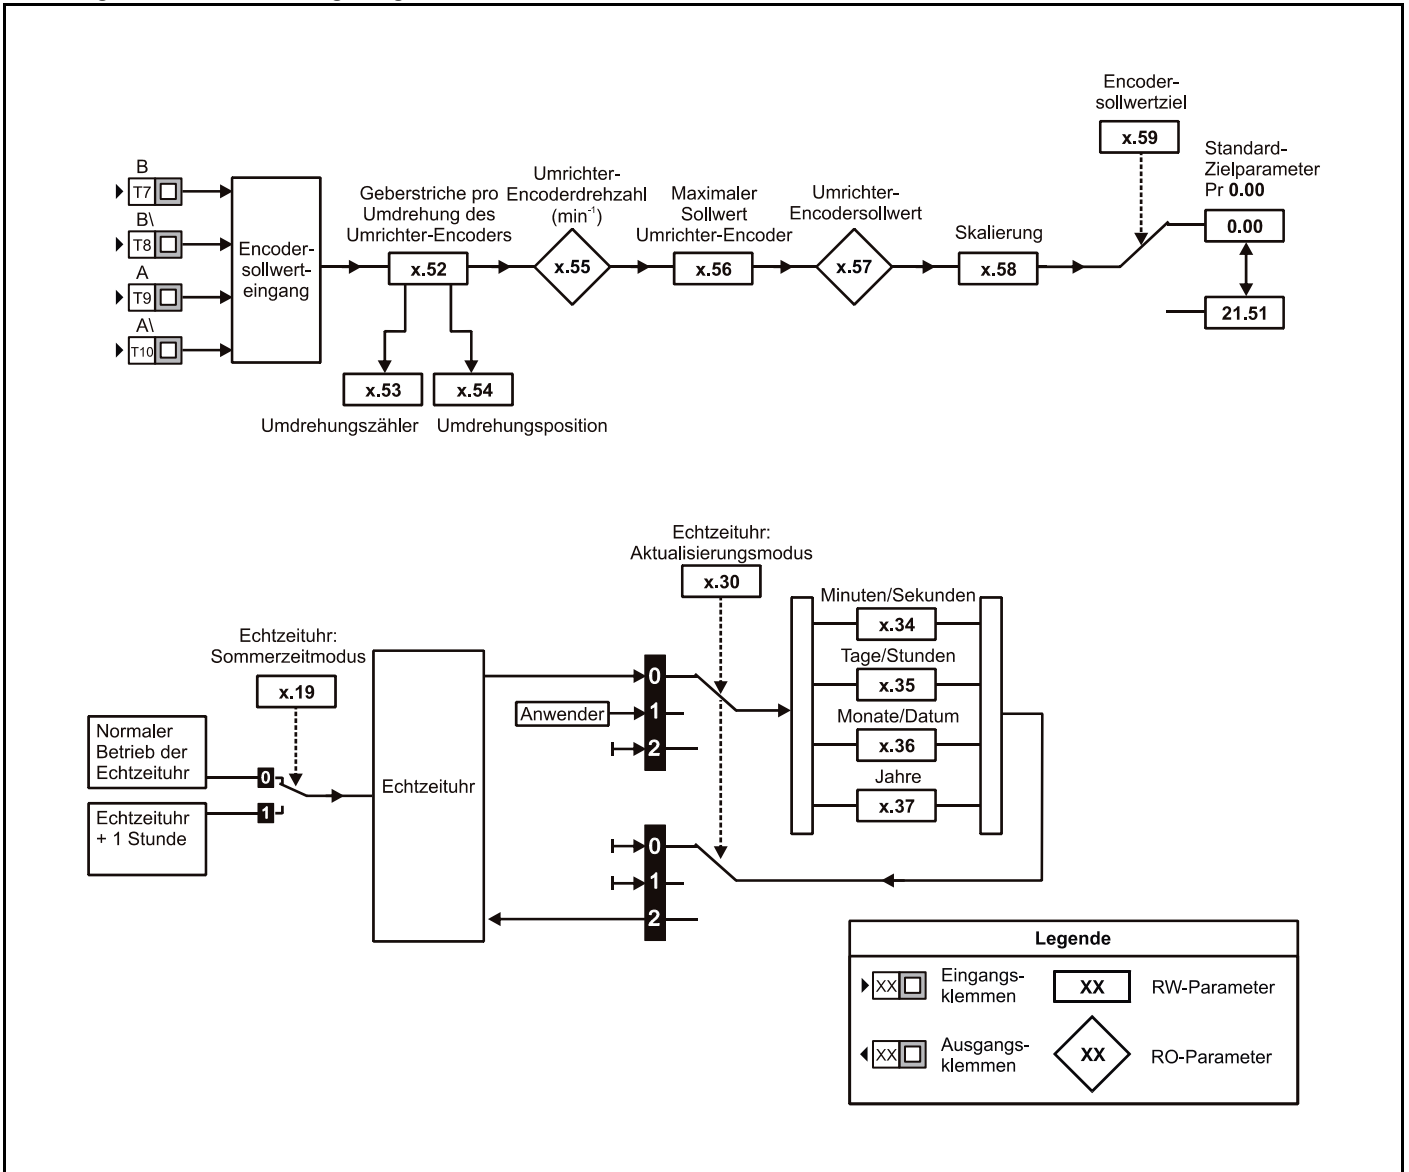 Encoder-
sollwertziel
x.59
Standard-
Zielparameter
Pr 0.00
0.00
21.51
B
T7
B\
T8
A
T9
A\
T10
Encoder-
sollwert-
eingang
Geberstriche pro
Umdrehung des
Umrichter-Encoders
x.52
Umrichter-
Encoderdrehzahl
(min⁻¹)
x.55
Maximaler
Sollwert
Umrichter-Encoder
x.56
Umrichter-
Encodersollwert
x.57
Skalierung
x.58
x.53
x.54
Umdrehungszähler
Umdrehungsposition
Echtzeituhr:
Aktualisierungsmodus
x.30
Echtzeituhr:
Sommerzeitmodus
x.19
Normaler
Betrieb der
Echtzeituhr
0
1
Echtzeituhr
+ 1 Stunde
Echtzeituhr
Anwender
0
1
2
0
1
2
Minuten/Sekunden
x.34
Tage/Stunden
x.35
Monate/Datum
x.36
Jahre
x.37
Legende
XX
Eingangs-
klemmen
XX
RW-Parameter
XX
Ausgangs-
klemmen
XX
RO-Parameter